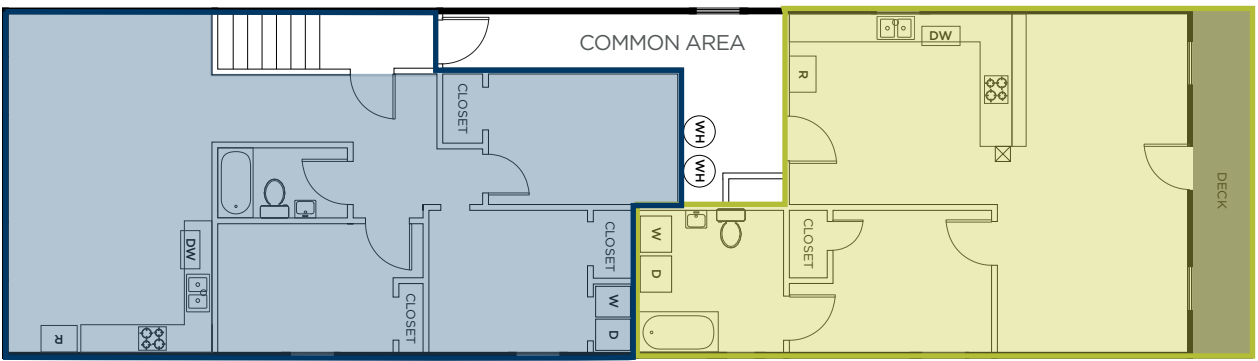 COMMON AREA
DW
R
CLOSET
WH
WH
DECK
DW
W
D
CLOSET
CLOSET
CLOSET
W
D
R